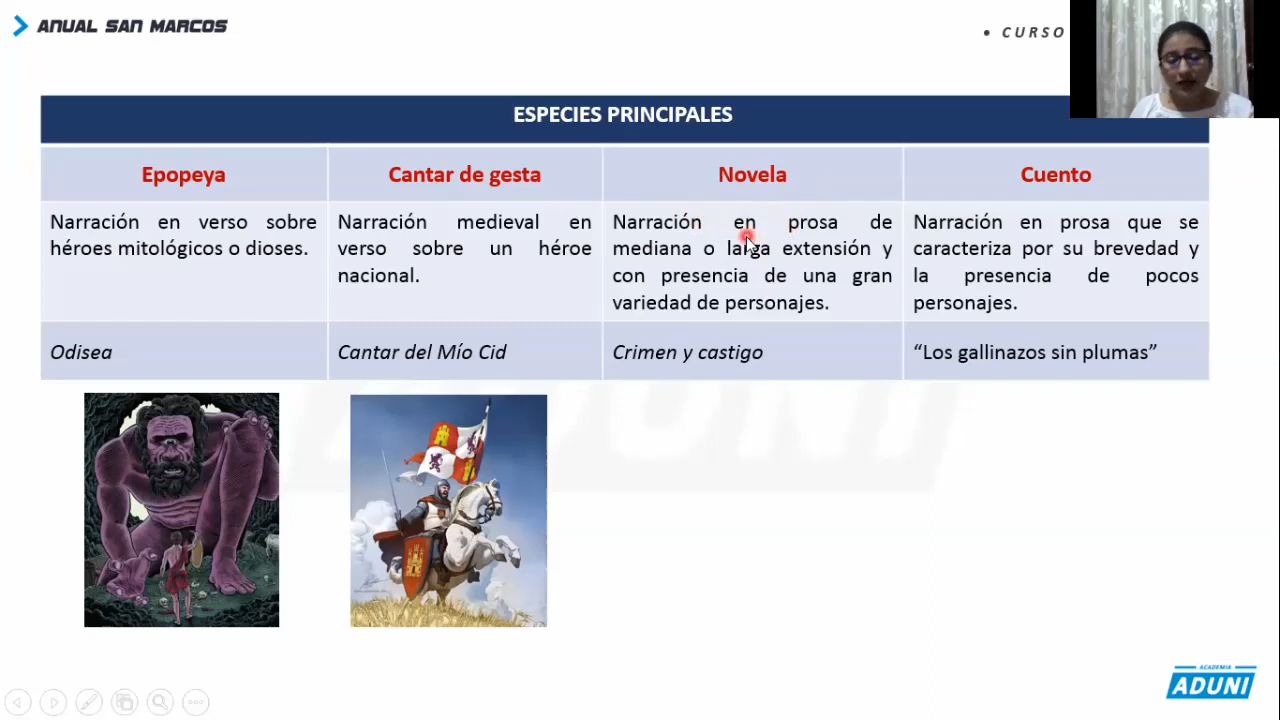 ANUAL SAN MARCOS
• CURSO
ESPECIES PRINCIPALES
Epopeya
Narración en verso sobre
héroes mitológicos o dioses.
Odisea
Cantar de gesta
Narración medieval en
verso sobre un héroe
nacional.
Cantar del Mío Cid
Novela
Narración en prosa de
mediana o larga extensión y
con presencia de una gran
variedad de personajes.
Crimen y castigo
Cuento
Narración en prosa que se
caracteriza por su brevedad y
la presencia de pocos
personajes.
“Los gallinazos sin plumas”
ADUNI
ACADEMIA
ADUNI